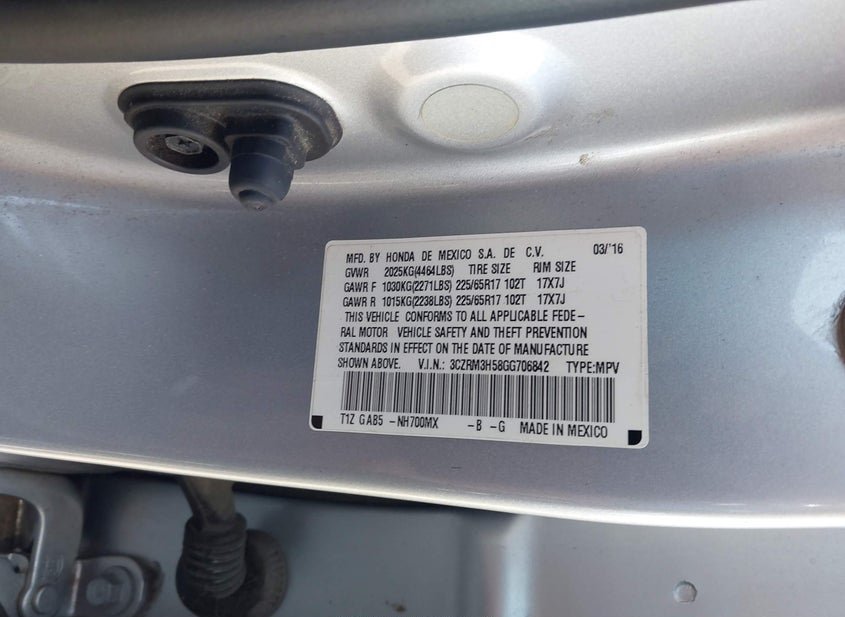 MFD. BY HONDA DE MEXICO S.A. DE C.V. 03/'16
GVWR 2025KG(4464LBS) TIRE SIZE RIM SIZE
GAWR F 1030KG(2271LBS) 225/65R17 102T 17X7J
GAWR R 1015KG(2238LBS) 225/65R17 102T 17X7J
THIS VEHICLE CONFORMS TO ALL APPLICABLE FEDE-
RAL MOTOR VEHICLE SAFETY AND THEFT PREVENTION
STANDARDS IN EFFECT ON THE DATE OF MANUFACTURE
SHOWN ABOVE. V.I.N.: 3CZRM3H58GG706842 TYPE:MPV
T1Z GAB5 -NH700MX -B -G MADE IN MEXICO